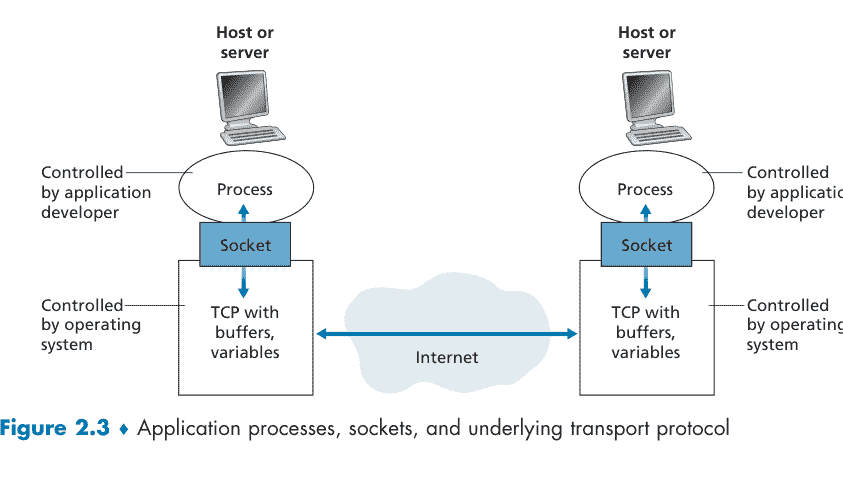 Host or
server
Host or
server
Controlled
by application
developer
Process
Process
Controlled
by applicatio
developer
Socket
Socket
Controlled
by operating
system
TCP with
buffers,
variables
Internet
TCP with
buffers,
variables
Controlled
by operating
system
Figure 2.3 ♦ Application processes, sockets, and underlying transport protocol